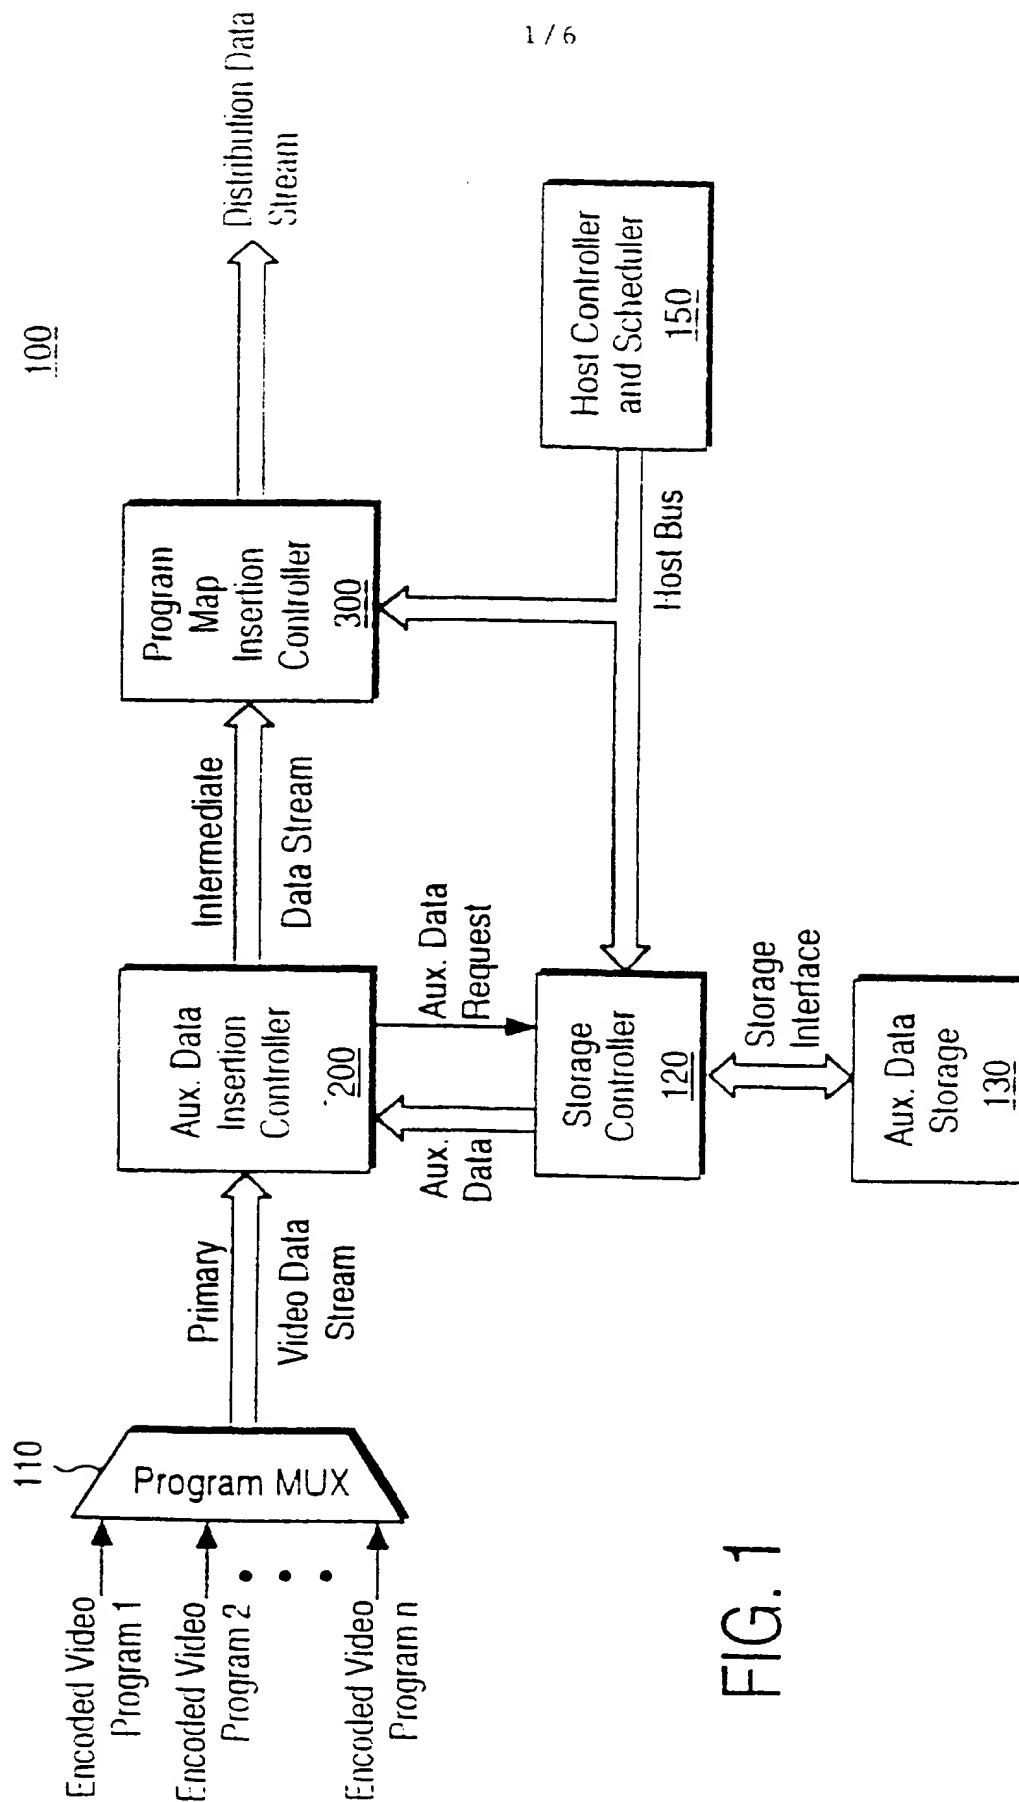 1 / 6
100
Encoded Video
Program 1
Encoded Video
Program 2
Encoded Video
Program n
110
Program MUX
Primary
Video Data
Stream
Aux. Data
Insertion
Controller
200
Intermediate
Data Stream
Program
Map
Insertion
Controller
300
Distribution Data
Stream
Aux.
Data
Aux. Data
Request
Storage
Controller
120
Host Bus
Host Controller
and Scheduler
150
Storage
Interface
Aux. Data
Storage
130
FIG. 1